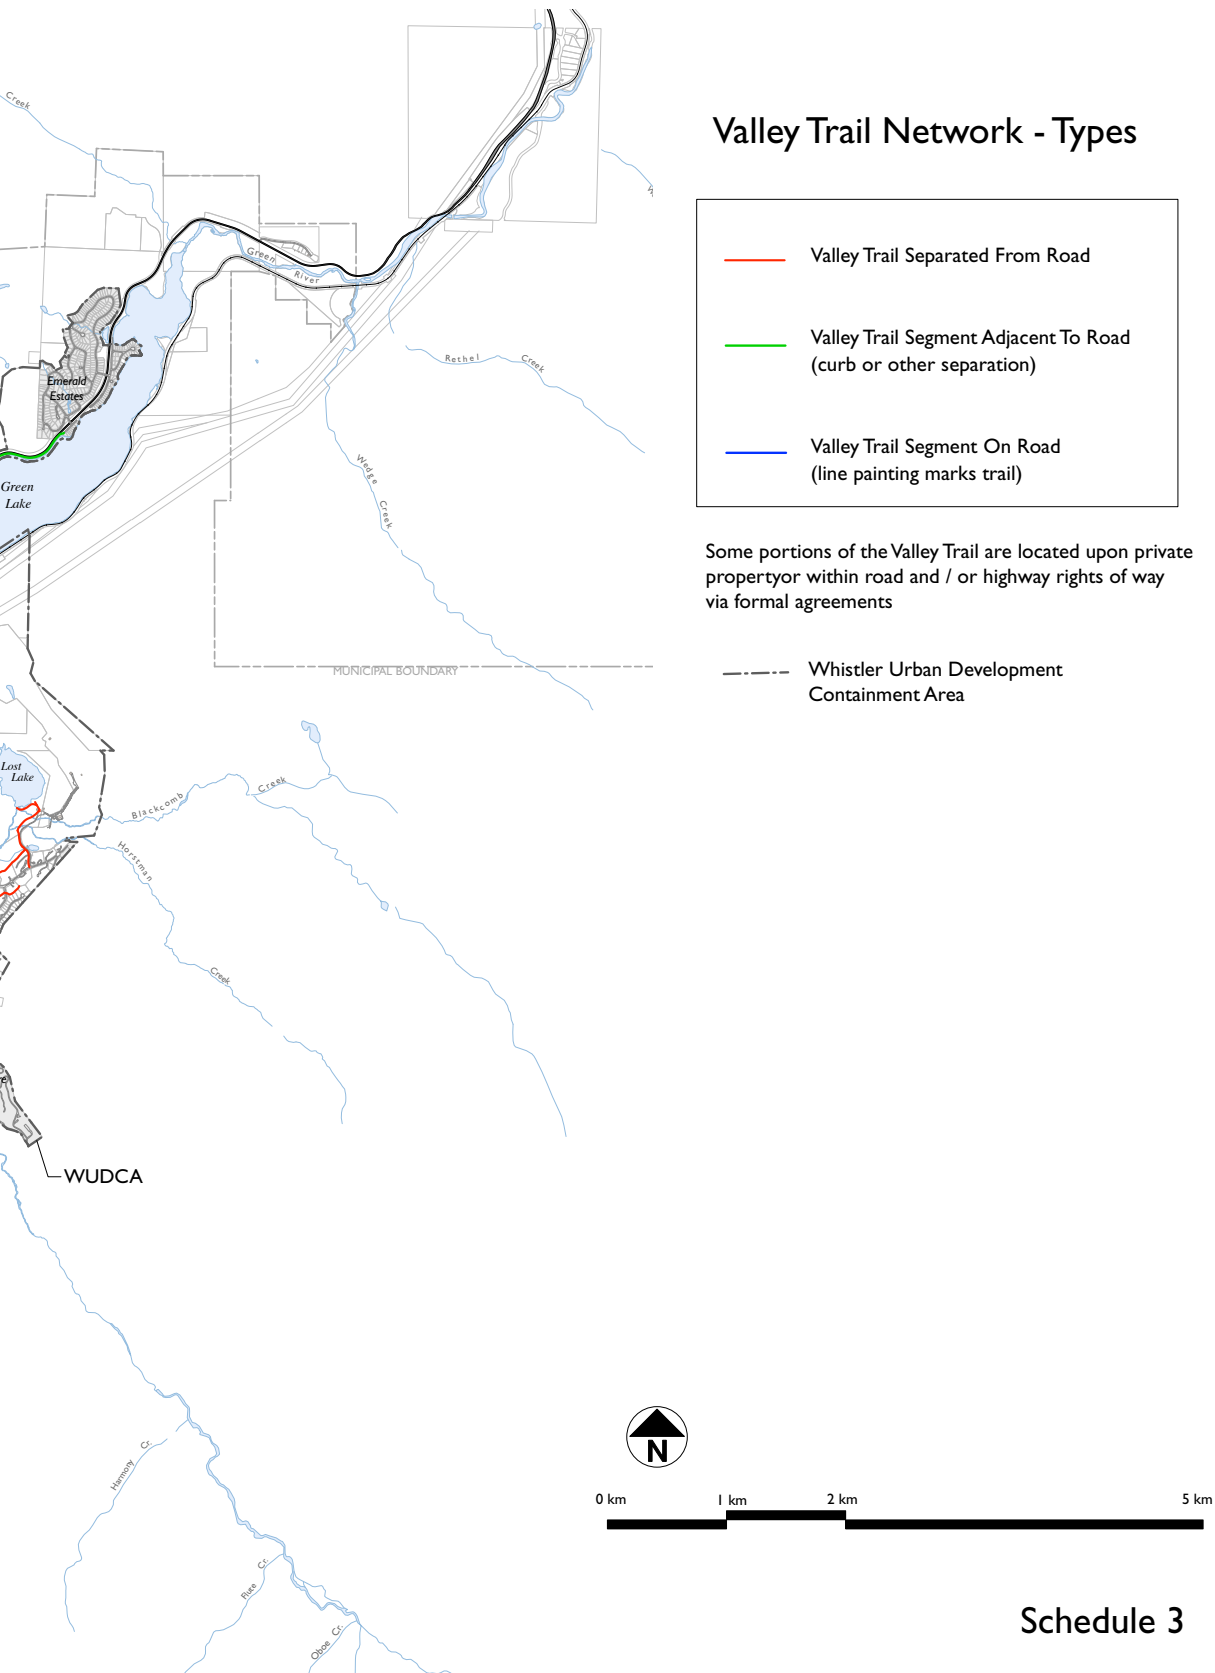 Valley Trail Network - Types
Valley Trail Separated From Road
Valley Trail Segment Adjacent To Road
(curb or other separation)
Valley Trail Segment On Road
(line painting marks trail)
Some portions of the Valley Trail are located upon private
propertyor within road and / or highway rights of way
via formal agreements
Whistler Urban Development
Containment Area
Creek
Green
River
Emerald
Estates
Rethel Creek
Green
Lake
Wedge Creek
MUNICIPAL BOUNDARY
Lost
Lake
Blackcomb Creek
Horstman
Creek
WUDCA
Harmony Cr.
Flute Cr.
Oboe Cr.
N
0 km
1 km
2 km
5 km
Schedule 3